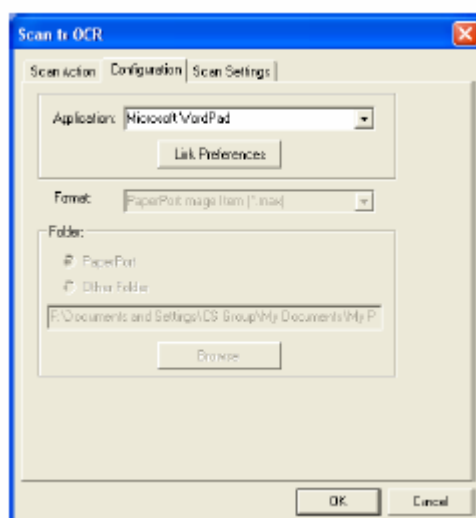 Scan to OCR
Scan Action Configuration Scan Settings
Application: Microsoft WordPad
Link Preferences
Format: PaperPort Image Item (*.max)
Folder:
PaperPort
Other Folder
F:\Documents and Settings\CS Group\My Documents\My P
Browse
OK Cancel